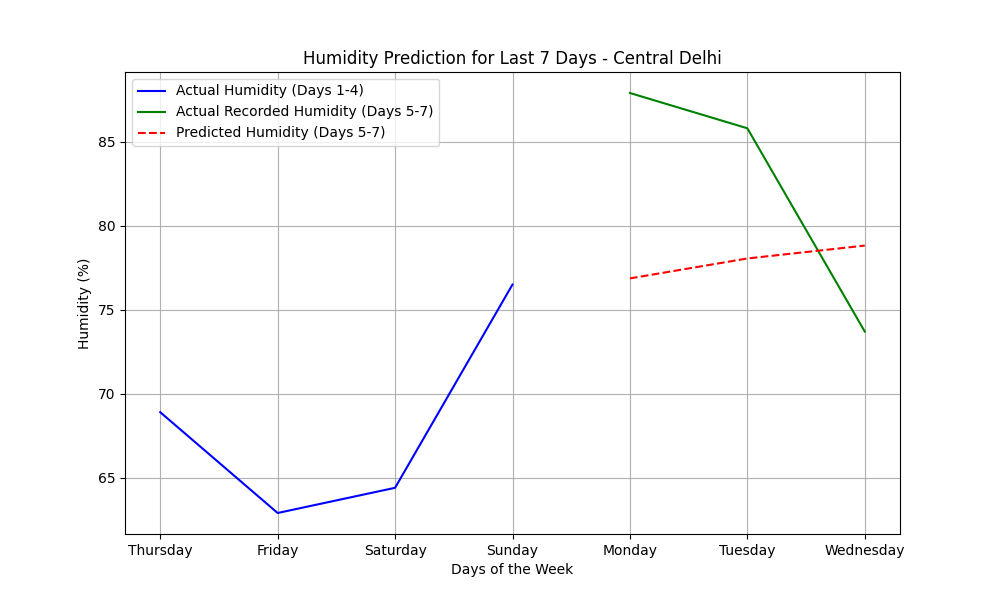 Humidity Prediction for Last 7 Days - Central Delhi
Actual Humidity (Days 1-4)
Actual Recorded Humidity (Days 5-7)
Predicted Humidity (Days 5-7)
85
80
75
70
65
Humidity (%)
Thursday Friday Saturday Sunday Monday Tuesday Wednesday
Days of the Week